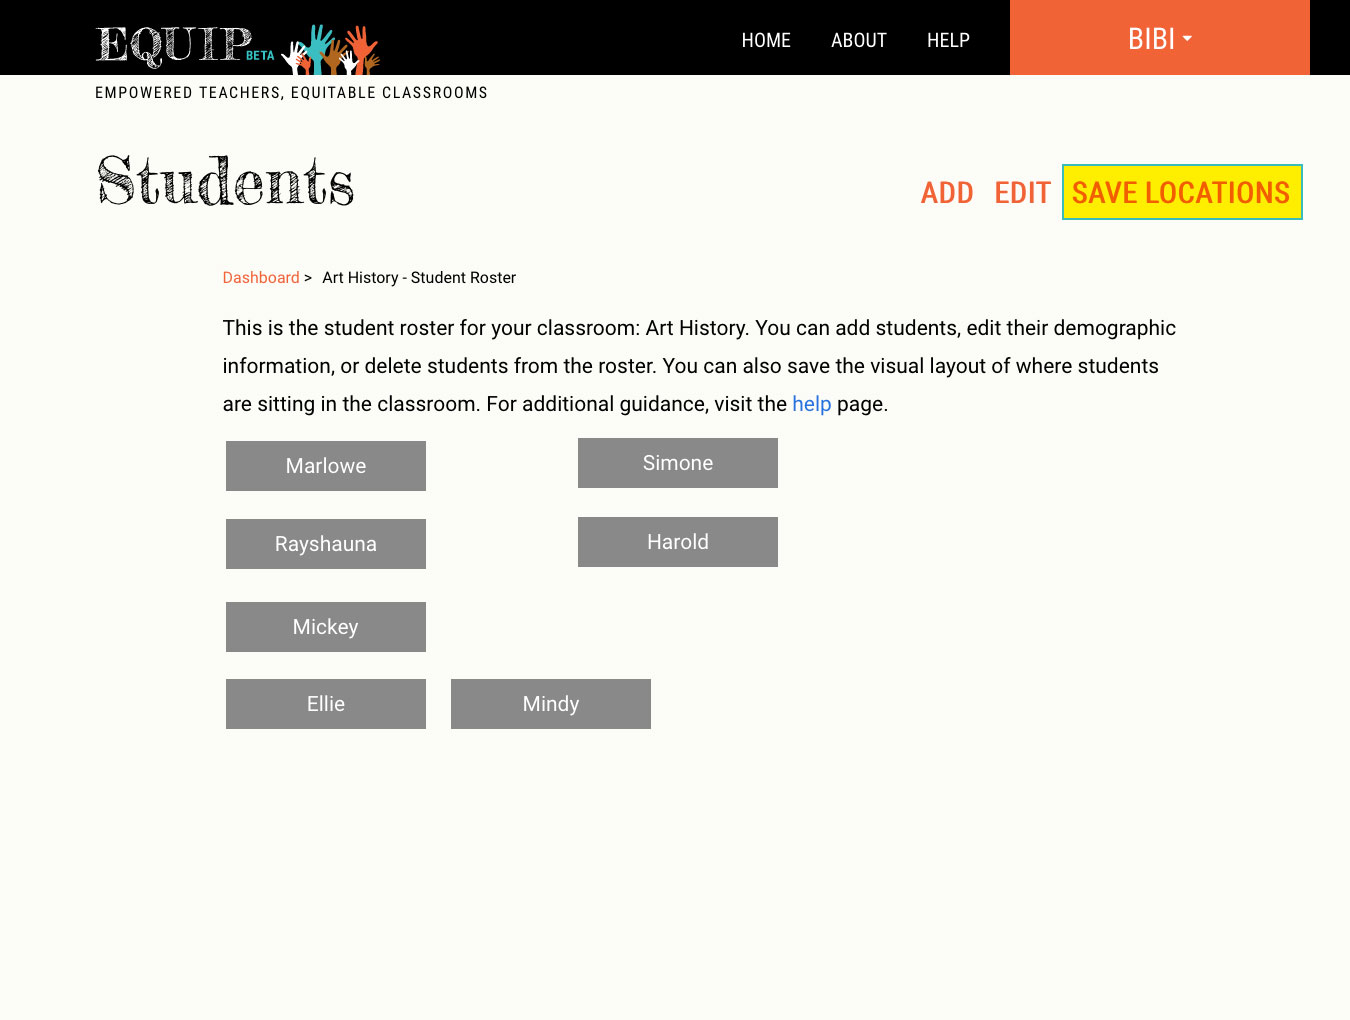 EQUIP BETA
HOME ABOUT HELP BIBI
EMPOWERED TEACHERS, EQUITABLE CLASSROOMS
Students
ADD EDIT SAVE LOCATIONS
Dashboard > Art History - Student Roster
This is the student roster for your classroom: Art History. You can add students, edit their demographic
information, or delete students from the roster. You can also save the visual layout of where students
are sitting in the classroom. For additional guidance, visit the help page.
Marlowe Simone
Rayshauna Harold
Mickey
Ellie Mindy